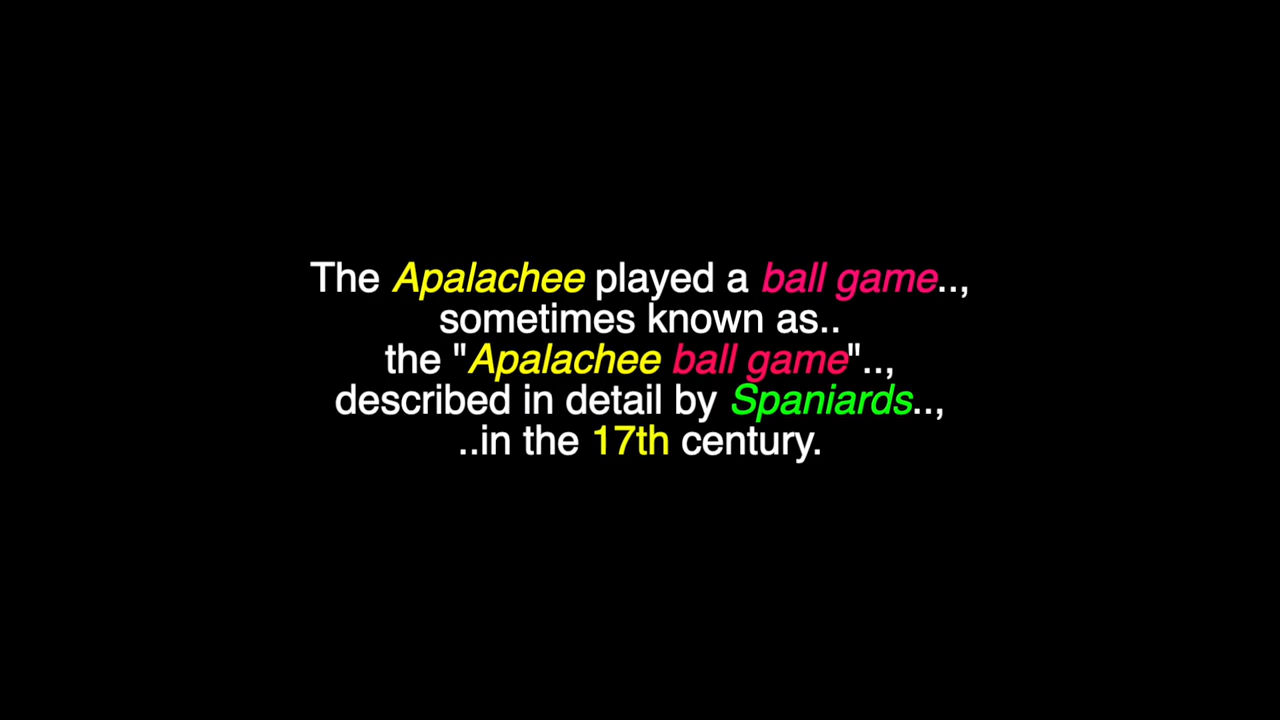 The Apalachee played a ball game..,
sometimes known as..
the "Apalachee ball game"..,
described in detail by Spaniards..,
..in the 17th century.